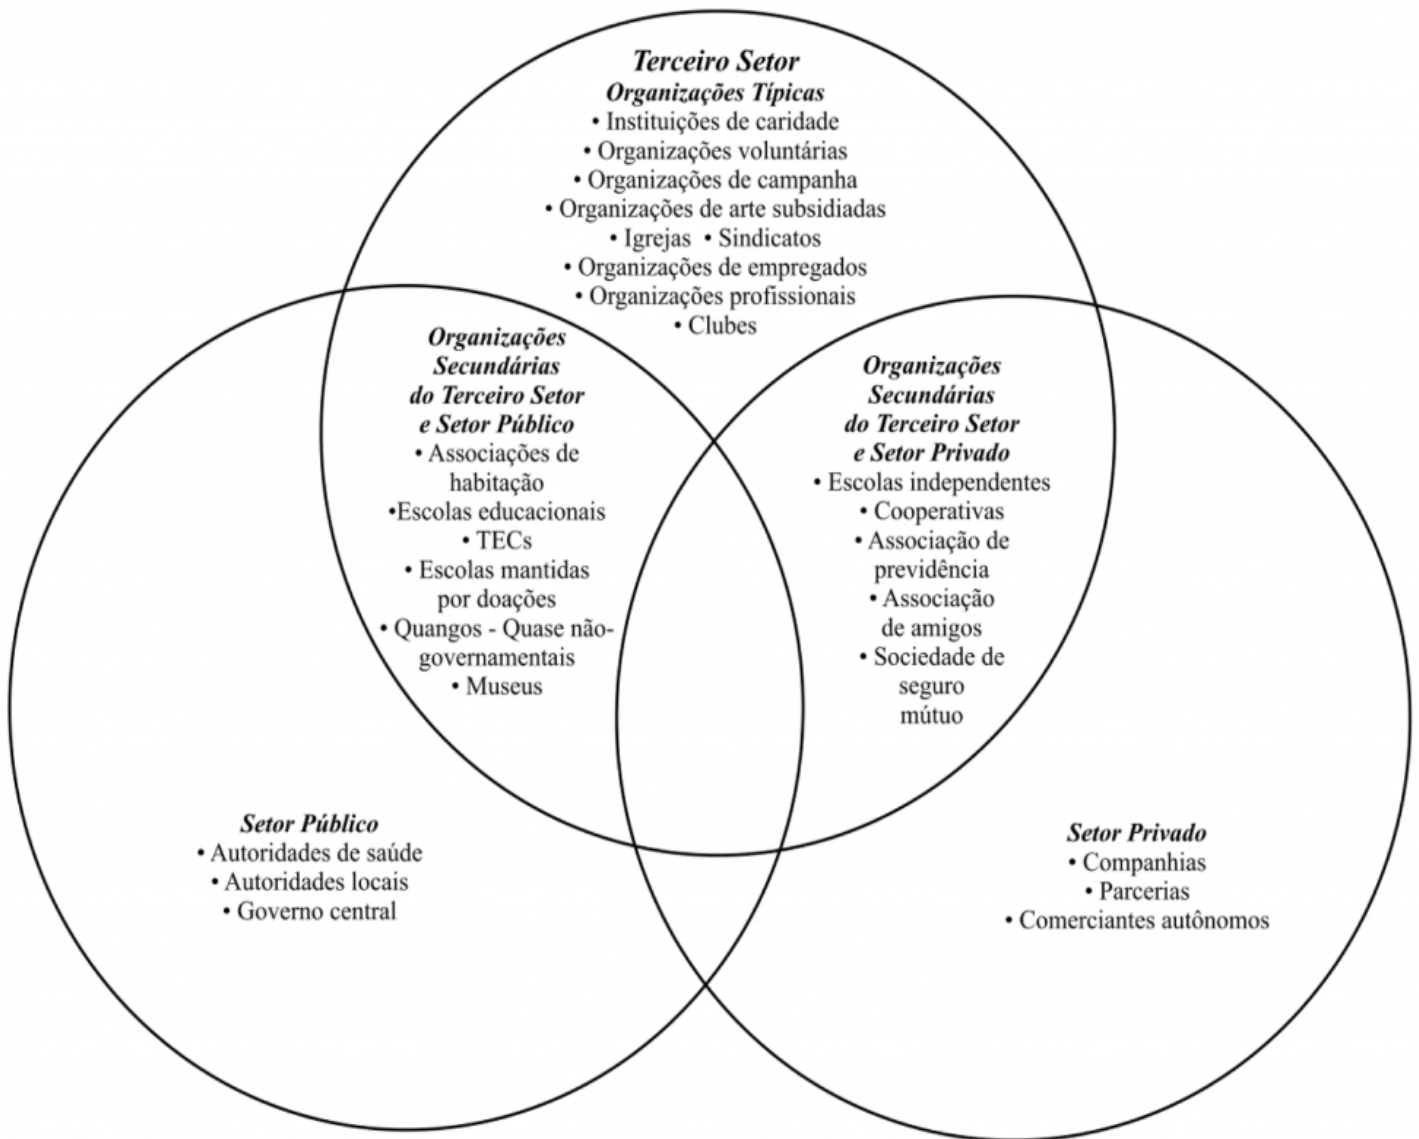 Terceiro Setor
Organizações Típicas
• Instituições de caridade
• Organizações voluntárias
• Organizações de campanha
• Organizações de arte subsidiadas
• Igrejas • Sindicatos
• Organizações de empregados
• Organizações profissionais
• Clubes
Organizações
Secundárias
do Terceiro Setor
e Setor Público
• Associações de
habitação
•Escolas educacionais
• TECs
• Escolas mantidas
por doações
• Quangos - Quase não-
governamentais
• Museus
Organizações
Secundárias
do Terceiro Setor
e Setor Privado
• Escolas independentes
• Cooperativas
• Associação de
previdência
• Associação
de amigos
• Sociedade de
seguro
mútuo
Setor Público
• Autoridades de saúde
• Autoridades locais
• Governo central
Setor Privado
• Companhias
• Parcerias
• Comerciantes autônomos